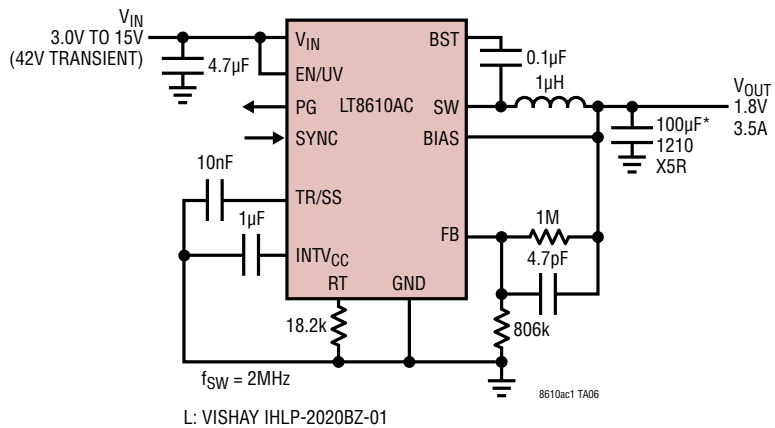 VIN
3.0V TO 15V
(42V TRANSIENT)
4.7µF
VIN
EN/UV
PG
SYNC
TR/SS
INTVCC
RT
GND
LT8610AC
BST
SW
BIAS
FB
0.1µF
1µH
VOUT
1.8V
3.5A
100µF*
1210
X5R
10nF
1µF
1M
4.7pF
18.2k
806k
fSW = 2MHz
8610ac1 TA06
L: VISHAY IHLP-2020BZ-01